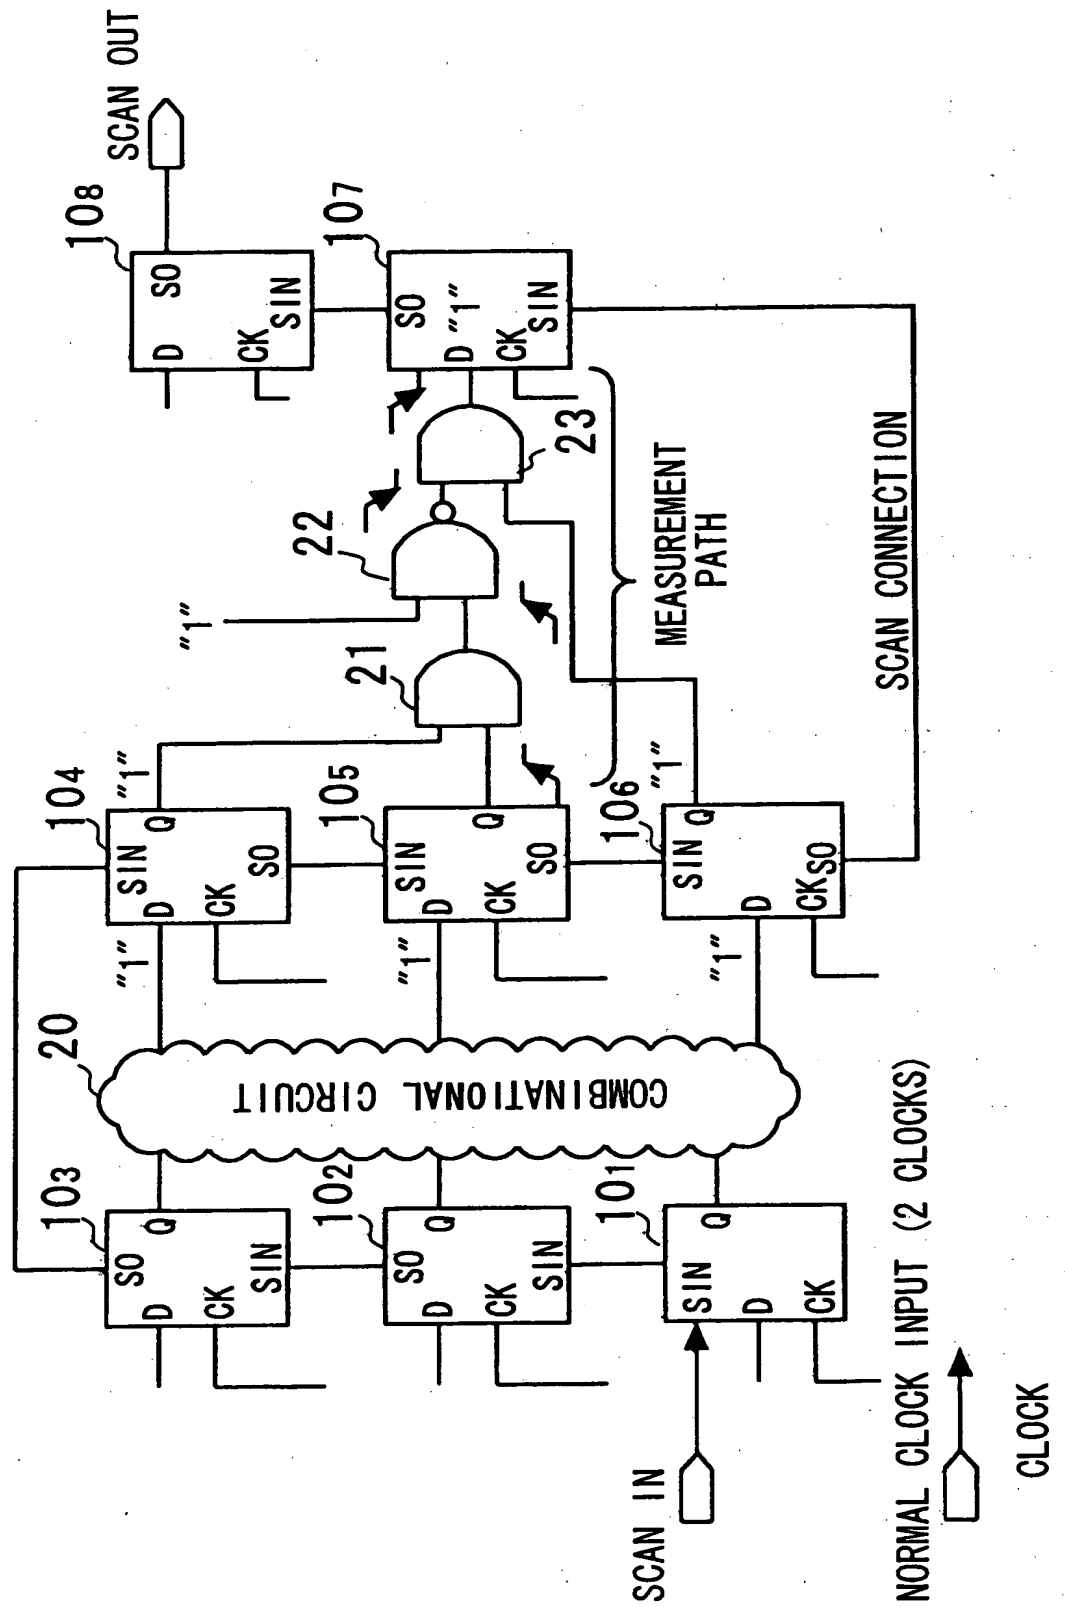 SCAN OUT
108
D
SO
CK
SIN
107
SO
D
"1"
CK
SIN
23
22
"1"
21
MEASUREMENT
PATH
SCAN CONNECTION
104
"1"
SIN
Q
D
CK
SO
"1"
105
SIN
Q
D
CK
SO
"1"
106
"1"
SIN
Q
D
CK
SO
"1"
20
COMBINATIONAL CIRCUIT
103
SO
Q
D
CK
SIN
102
SO
Q
D
CK
SIN
101
SIN
Q
D
CK
SCAN IN
NORMAL CLOCK INPUT (2 CLOCKS)
CLOCK